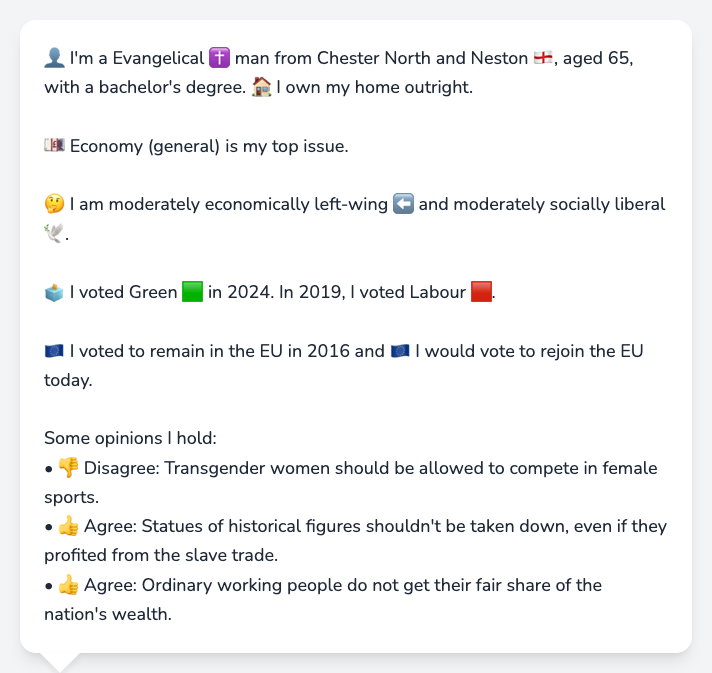 👤 I'm a Evangelical ✝️ man from Chester North and Neston 🏴󠁧󠁢󠁥󠁮󠁧󠁿, aged 65,
with a bachelor's degree. 🏠 I own my home outright.
💷 Economy (general) is my top issue.
🤔 I am moderately economically left-wing ⬅️ and moderately socially liberal
🕊️.
🗳️ I voted Green 🟩 in 2024. In 2019, I voted Labour 🟥.
🇪🇺 I voted to remain in the EU in 2016 and 🇪🇺 I would vote to rejoin the EU
today.
Some opinions I hold:
• 👎 Disagree: Transgender women should be allowed to compete in female
sports.
• 👍 Agree: Statues of historical figures shouldn't be taken down, even if they
profited from the slave trade.
• 👍 Agree: Ordinary working people do not get their fair share of the
nation's wealth.